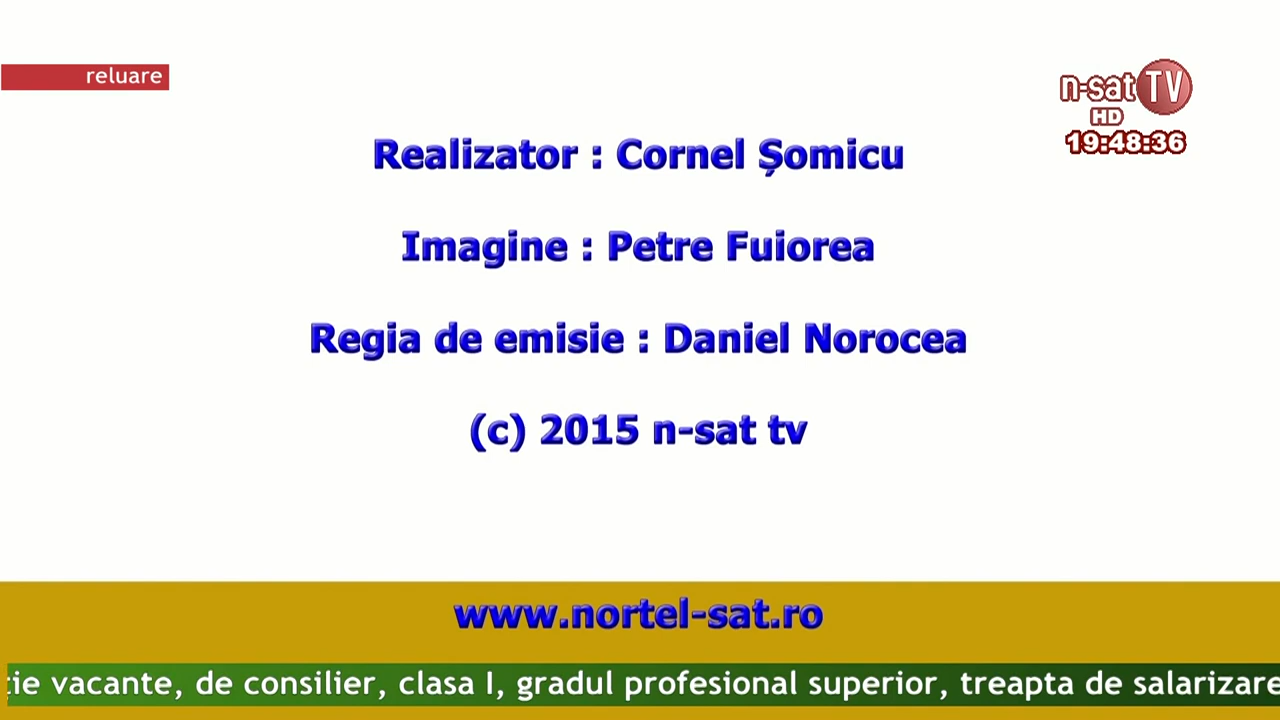 reluare
n-sat TV
HD
19:48:36
Realizator : Cornel Șomicu
Imagine : Petre Fuiorea
Regia de emisie : Daniel Norocea
(c) 2015 n-sat tv
www.nortel-sat.ro
vacante, de consilier, clasa I, gradul profesional superior, treapta de salarizare